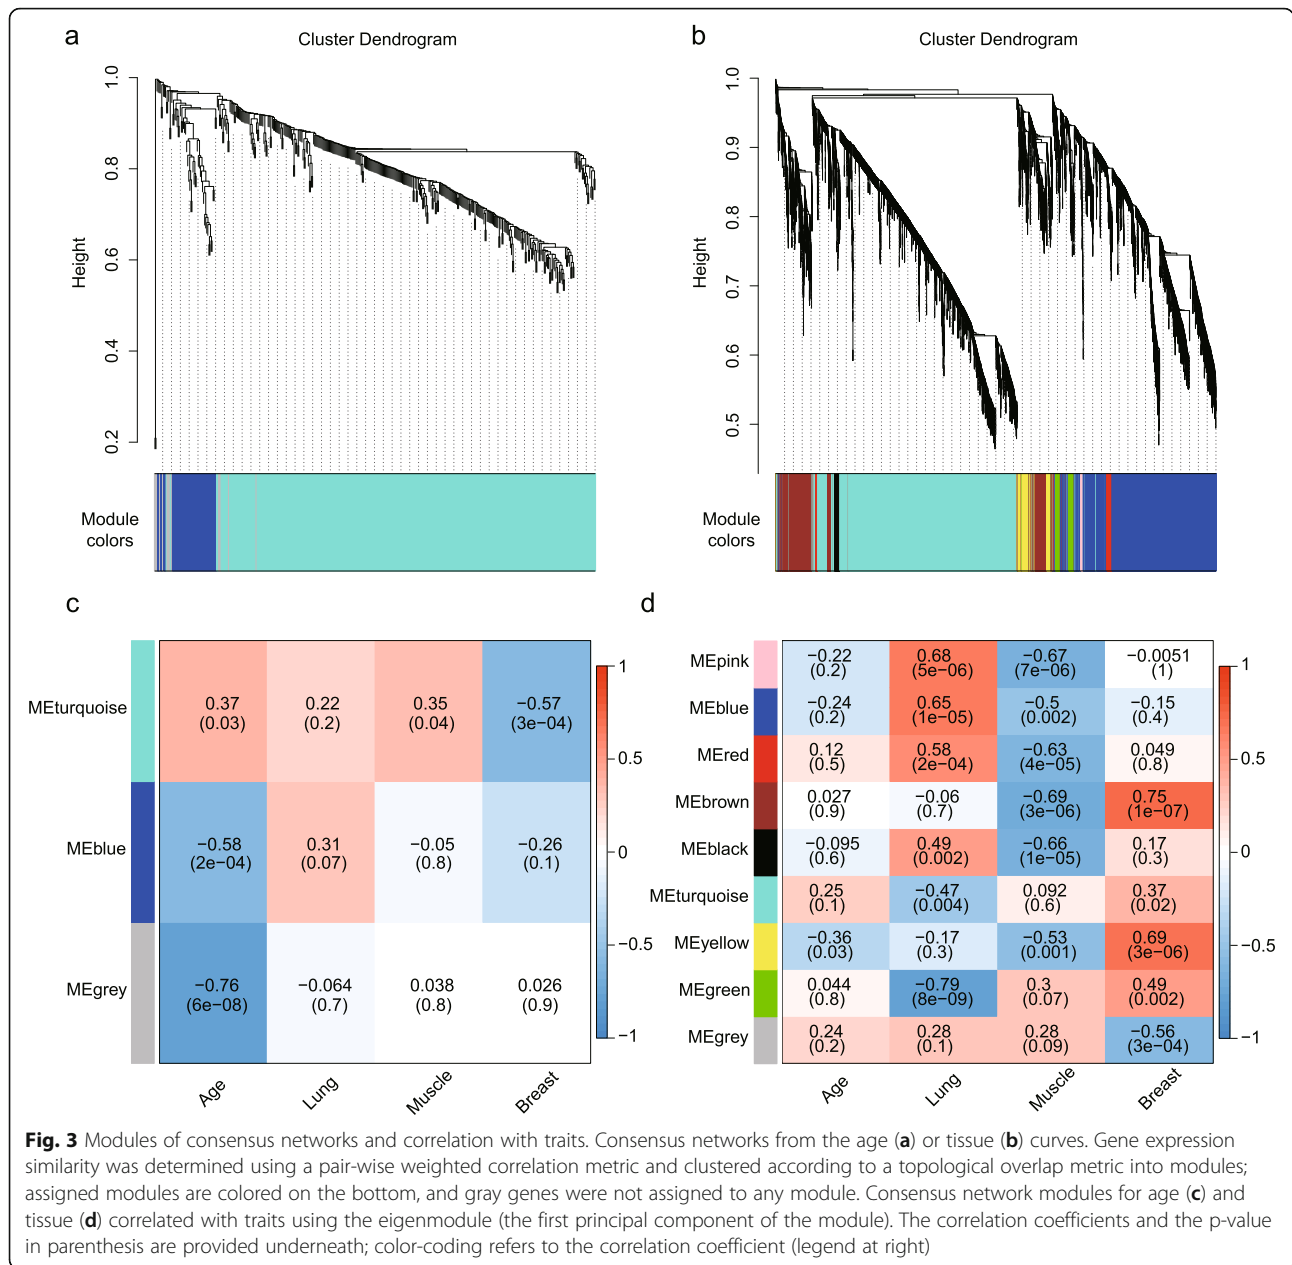 a
Cluster Dendrogram
1.0
0.8
0.6
0.4
0.2
Height
Module
colors
b
Cluster Dendrogram
1.0
0.9
0.8
0.7
0.6
0.5
Height
Module
colors
c
MEturquoise
0.37 0.22 0.35 −0.57
(0.03) (0.2) (0.04) (3e−04)
MEblue
−0.58 0.31 −0.05 −0.26
(2e−04) (0.07) (0.8) (0.1)
MEgrey
−0.76 −0.064 0.038 0.026
(6e−08) (0.7) (0.8) (0.9)
Age Lung Muscle Breast
1
0.5
0
−0.5
−1
d
MEpink
−0.22 0.68 −0.67 −0.0051
(0.2) (5e−06) (7e−06) (1)
MEblue
−0.24 0.65 −0.5 −0.15
(0.2) (1e−05) (0.002) (0.4)
MEred
0.12 0.58 −0.63 0.049
(0.5) (2e−04) (4e−05) (0.8)
MEbrown
0.027 −0.06 −0.69 0.75
(0.9) (0.7) (3e−06) (1e−07)
MEblack
−0.095 0.49 −0.66 0.17
(0.6) (0.002) (1e−05) (0.3)
MEturquoise
0.25 −0.47 0.092 0.37
(0.1) (0.004) (0.6) (0.02)
MEyellow
−0.36 −0.17 −0.53 0.69
(0.03) (0.3) (0.001) (3e−06)
MEgreen
0.044 −0.79 0.3 0.49
(0.8) (8e−09) (0.07) (0.002)
MEgrey
0.24 0.28 0.28 −0.56
(0.2) (0.1) (0.09) (3e−04)
Age Lung Muscle Breast
1
0.5
0
−0.5
−1
Fig. 3 Modules of consensus networks and correlation with traits. Consensus networks from the age (a) or tissue (b) curves. Gene expression
similarity was determined using a pair-wise weighted correlation metric and clustered according to a topological overlap metric into modules;
assigned modules are colored on the bottom, and gray genes were not assigned to any module. Consensus network modules for age (c) and
tissue (d) correlated with traits using the eigenmodule (the first principal component of the module). The correlation coefficients and the p-value
in parenthesis are provided underneath; color-coding refers to the correlation coefficient (legend at right)